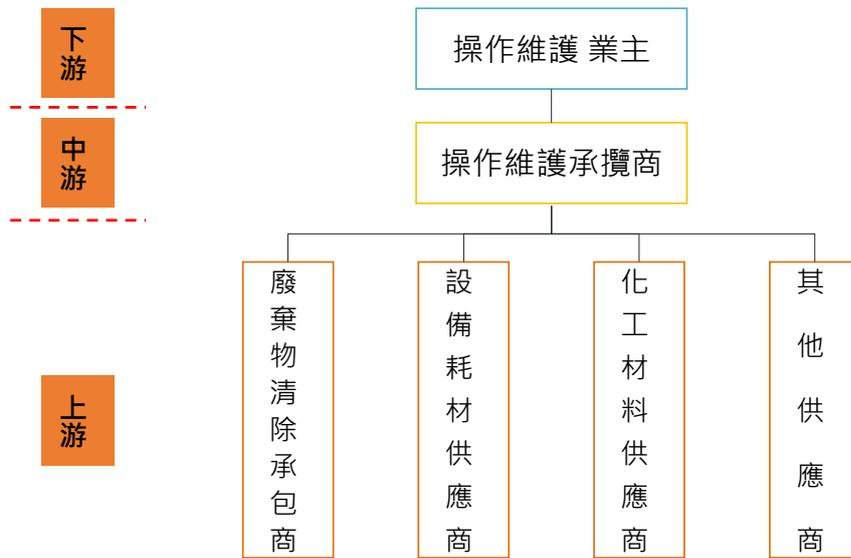 下游
操作維護 業主
中游
操作維護承攬商
上游
廢棄物清除承包商
設備耗材供應商
化工材料供應商
其他供應商